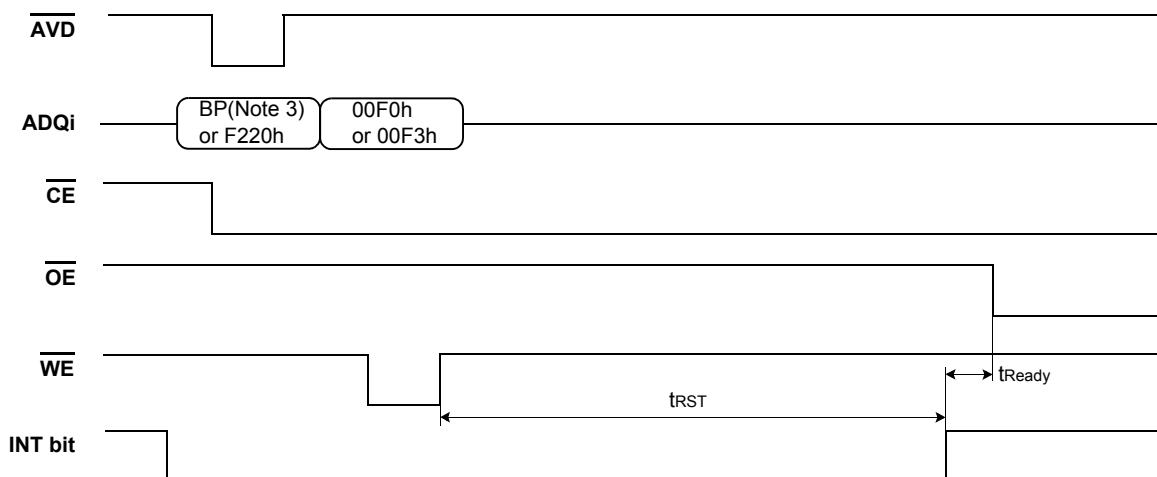 AVD
ADQi
BP(Note 3)
or F220h
00F0h
or 00F3h
CE
OE
WE
tReady
tRST
INT bit